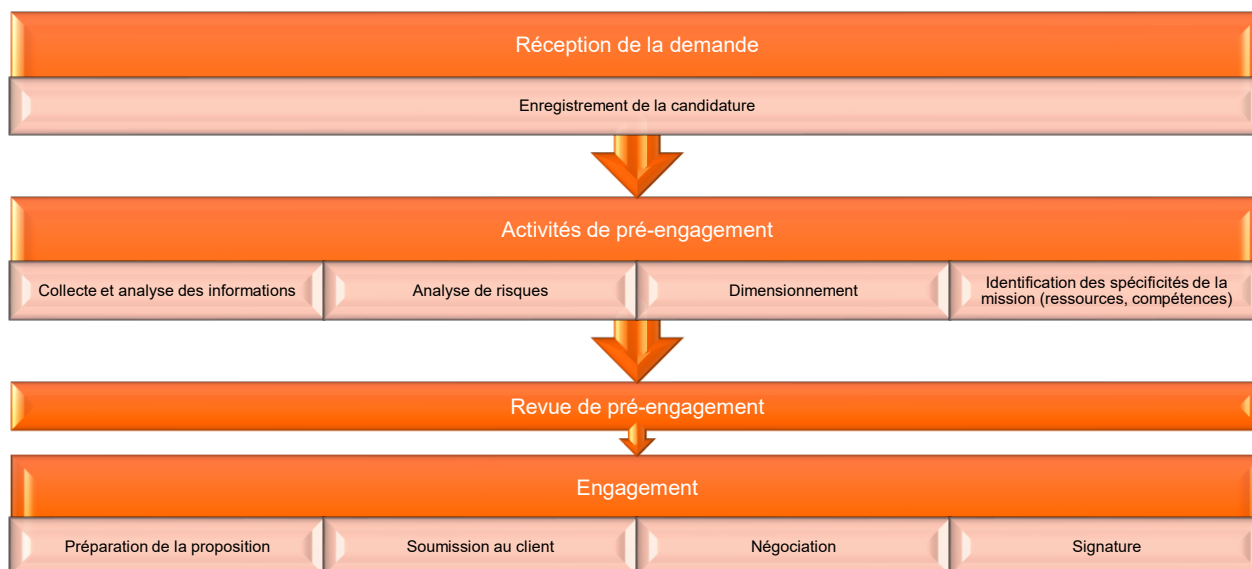 Réception de la demande
Enregistrement de la candidature
Activités de pré-engagement
Collecte et analyse des informations
Analyse de risques
Dimensionnement
Identification des spécificités de la
mission (ressources, compétences)
Revue de pré-engagement
Engagement
Préparation de la proposition
Soumission au client
Négociation
Signature